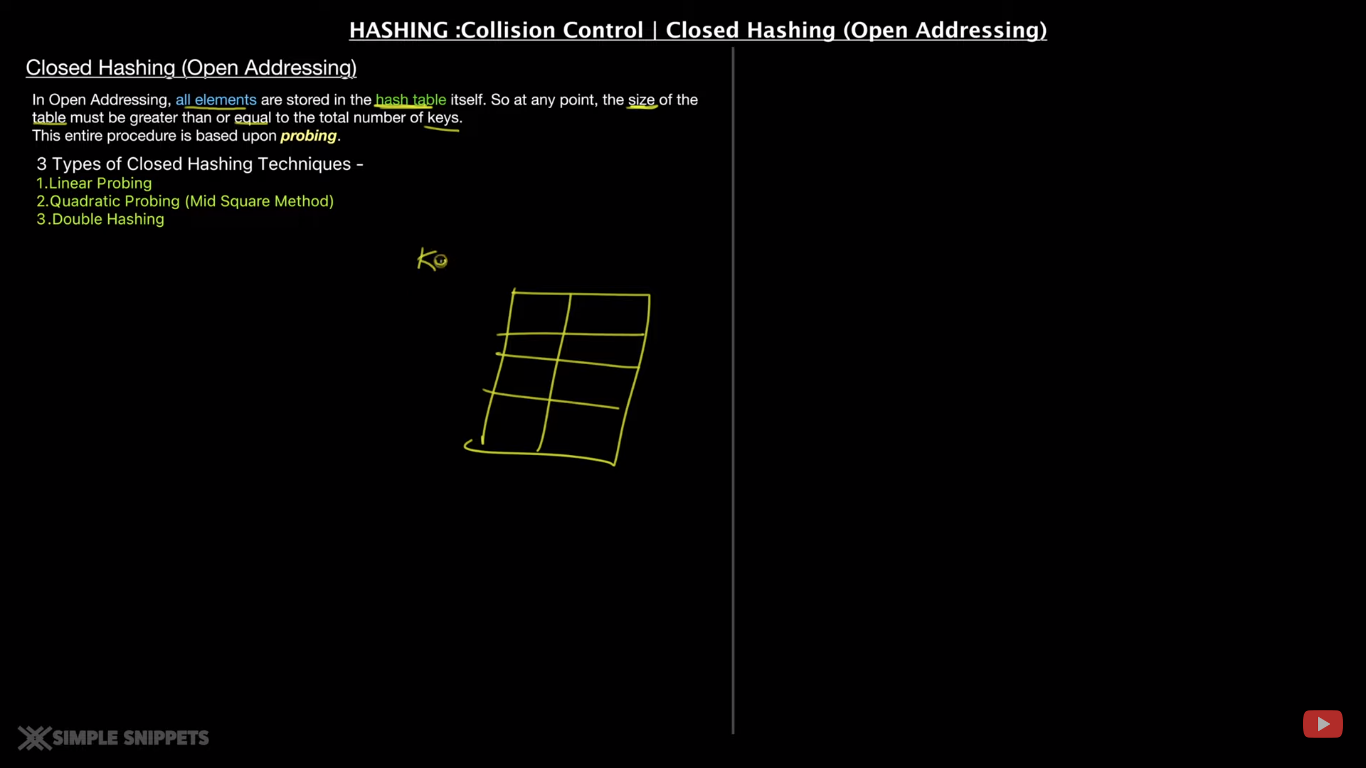 HASHING :Collision Control | Closed Hashing (Open Addressing)
Closed Hashing (Open Addressing)
In Open Addressing, all elements are stored in the hash table itself. So at any point, the size of the
table must be greater than or equal to the total number of keys.
This entire procedure is based upon probing.
3 Types of Closed Hashing Techniques -
1.Linear Probing
2.Quadratic Probing (Mid Square Method)
3.Double Hashing
SIMPLE SNIPPETS